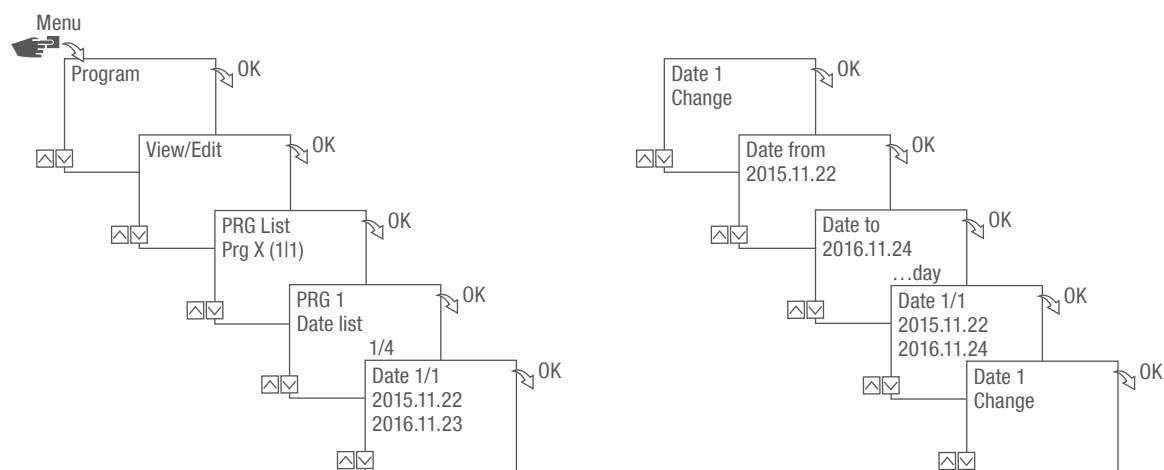 Menu
Program
OK
View/Edit
OK
PRG List
Prg X (1|1)
OK
PRG 1
Date list
OK
1/4
Date 1/1
2015.11.22
2016.11.23
OK
Date 1
Change
OK
Date from
2015.11.22
OK
Date to
2016.11.24
OK
…day
Date 1/1
2015.11.22
2016.11.24
OK
Date 1
Change
OK